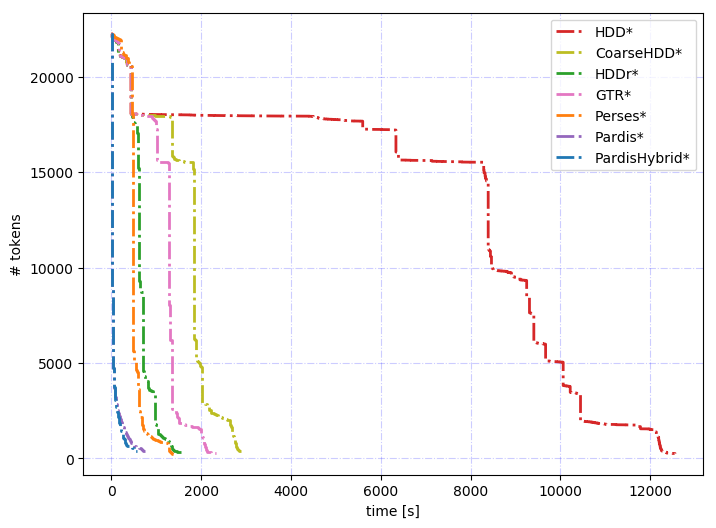 HDD*
CoarseHDD*
HDDr*
GTR*
Perses*
Pardis*
PardisHybrid*
20000
15000
10000
5000
0
# tokens
0 2000 4000 6000 8000 10000 12000
time [s]